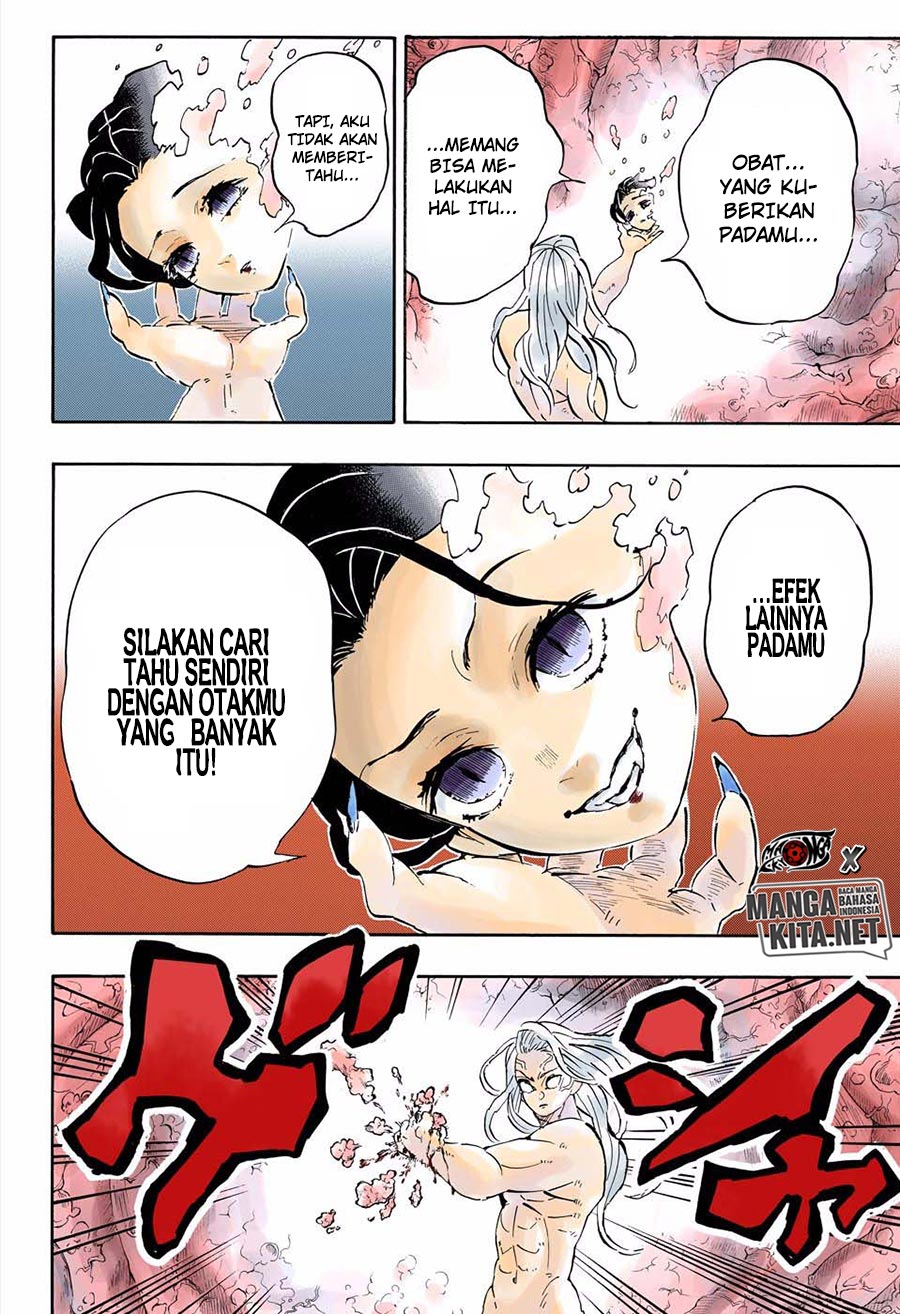 OBAT...
YANG KU-
BERIKAN
PADAMU...
...MEMANG
BISA ME-
LAKUKAN
HAL ITU...
TAPI, AKU
TIDAK AKAN
MEMBERI-
TAHU...
...EFEK
LAINNYA
PADAMU
SILAKAN CARI
TAHU SENDIRI
DENGAN OTAKMU
YANG BANYAK
ITU!
X
MANGA
BACA MANGA
BAHASA
INDONESIA
KITA.NET
グシャ